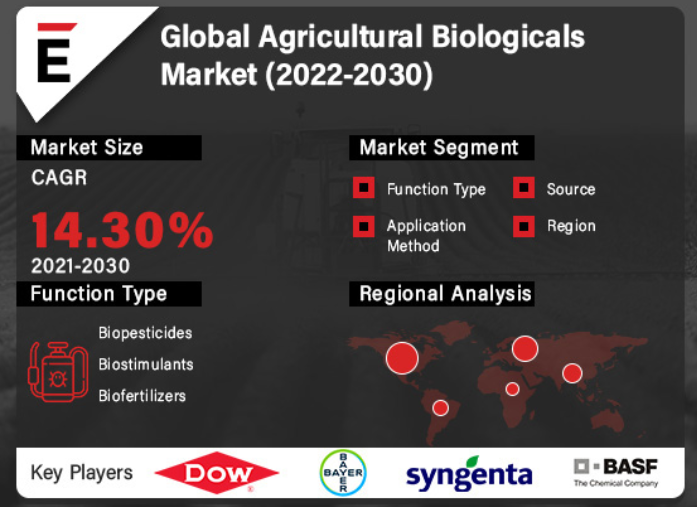 E
Global Agricultural Biologicals
Market (2022-2030)
Market Size
CAGR
14.30%
2021-2030
Function Type
Biopesticides
Biostimulants
Biofertilizers
Market Segment
Function Type
Source
Application
Method
Region
Regional Analysis
Key Players
Dow
®
BAYER
BAYER
syngenta
BASF
The Chemical Company